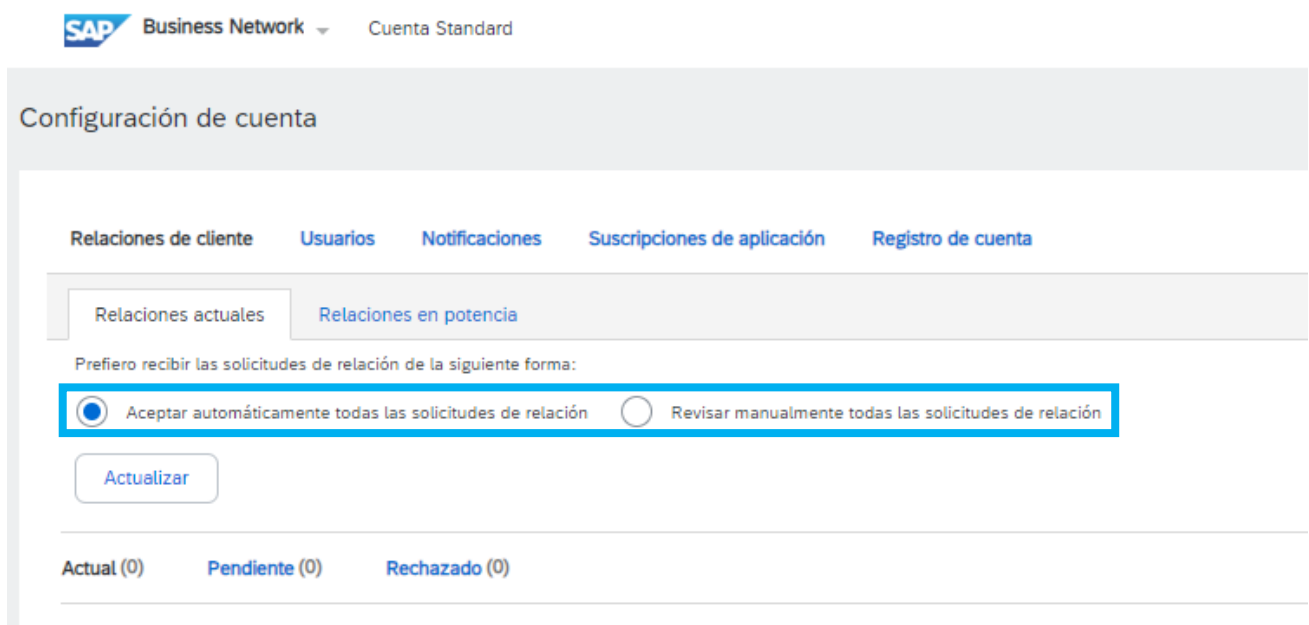 SAP Business Network Cuenta Standard
Configuración de cuenta
Relaciones de cliente Usuarios Notificaciones Suscripciones de aplicación Registro de cuenta
Relaciones actuales Relaciones en potencia
Prefiero recibir las solicitudes de relación de la siguiente forma:
Aceptar automáticamente todas las solicitudes de relación Revisar manualmente todas las solicitudes de relación
Actualizar
Actual (0) Pendiente (0) Rechazado (0)